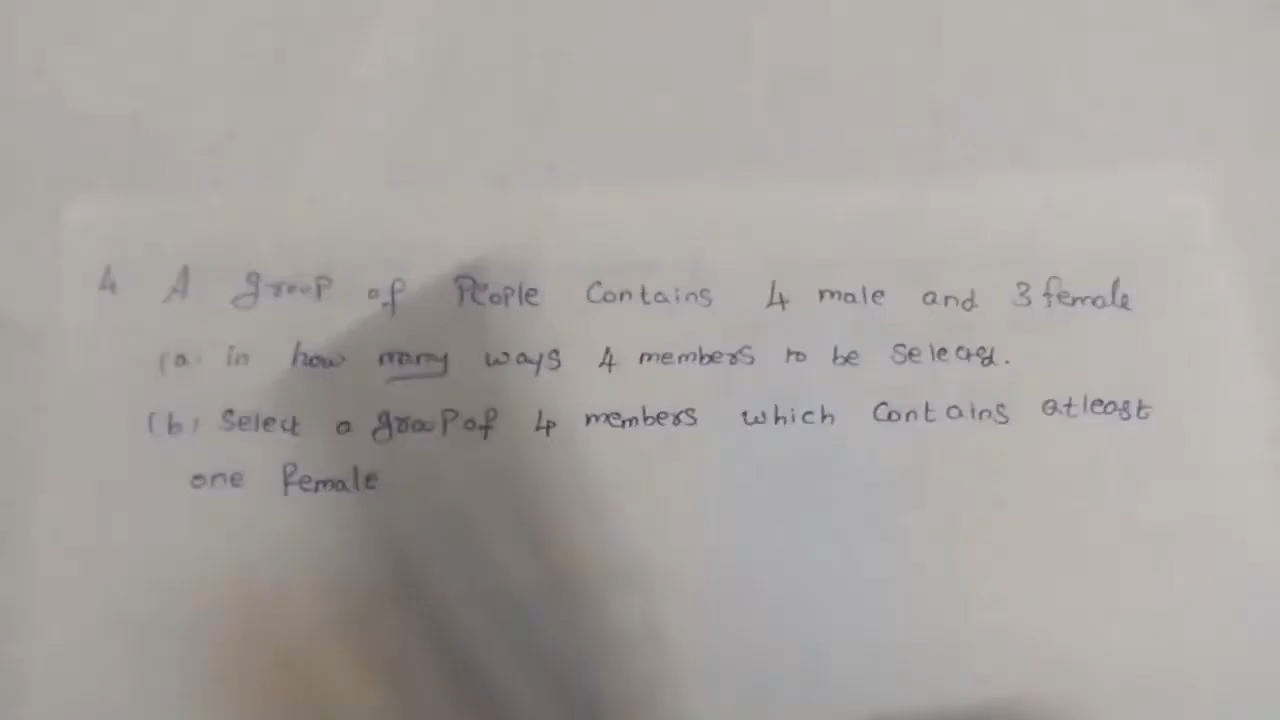 4 A group of People Contains 4 male and 3 female
(a) in how many ways 4 members to be selected.
(b) Select a group of 4 members which contains atleast
one female